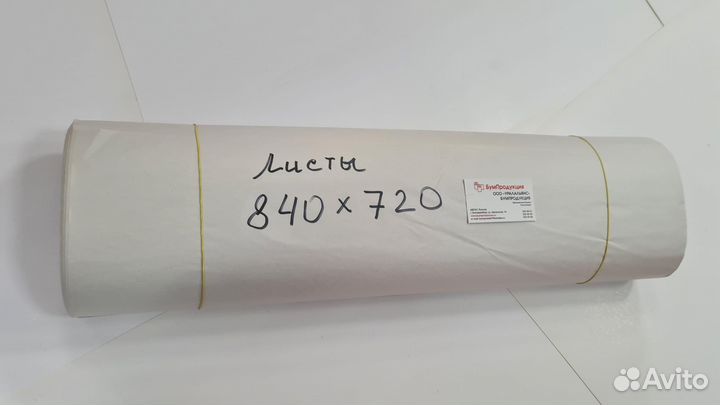 Листы
840 х 720
БумПродукция
ООО «УРАЛАЛЬЯНС-
БУМПРОДУКЦИЯ
Avito